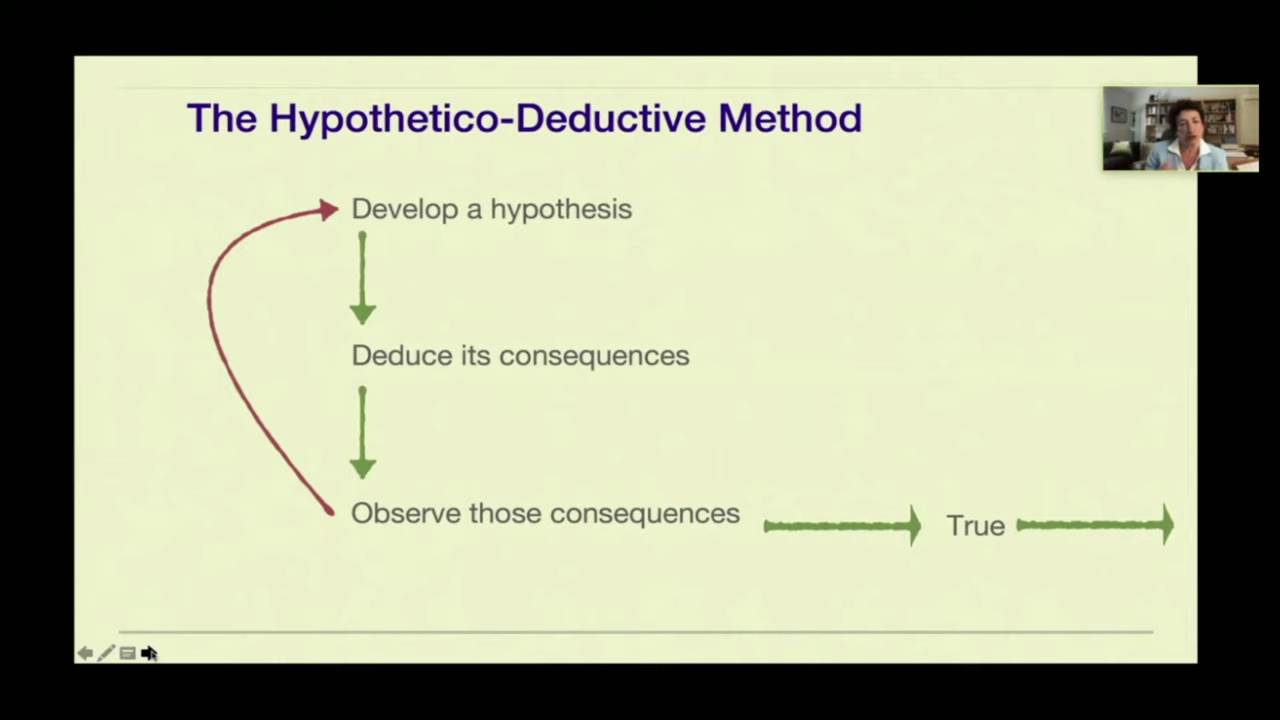 The Hypothetico-Deductive Method
Develop a hypothesis
Deduce its consequences
Observe those consequences
True